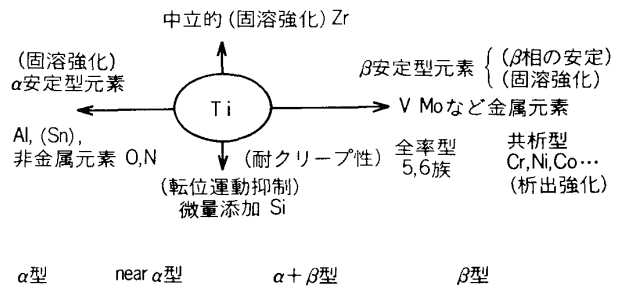 中立的(固溶強化)Zr
(固溶強化)
α安定型元素
β安定型元素
(β相の安定)
(固溶強化)
Ti
V Moなど金属元素
Al, (Sn),
非金属元素 O,N
(耐クリープ性)
全率型
5,6族
共析型
Cr,Ni,Co…
(析出強化)
(転位運動抑制)
微量添加 Si
α型 near α型 α+β型 β型